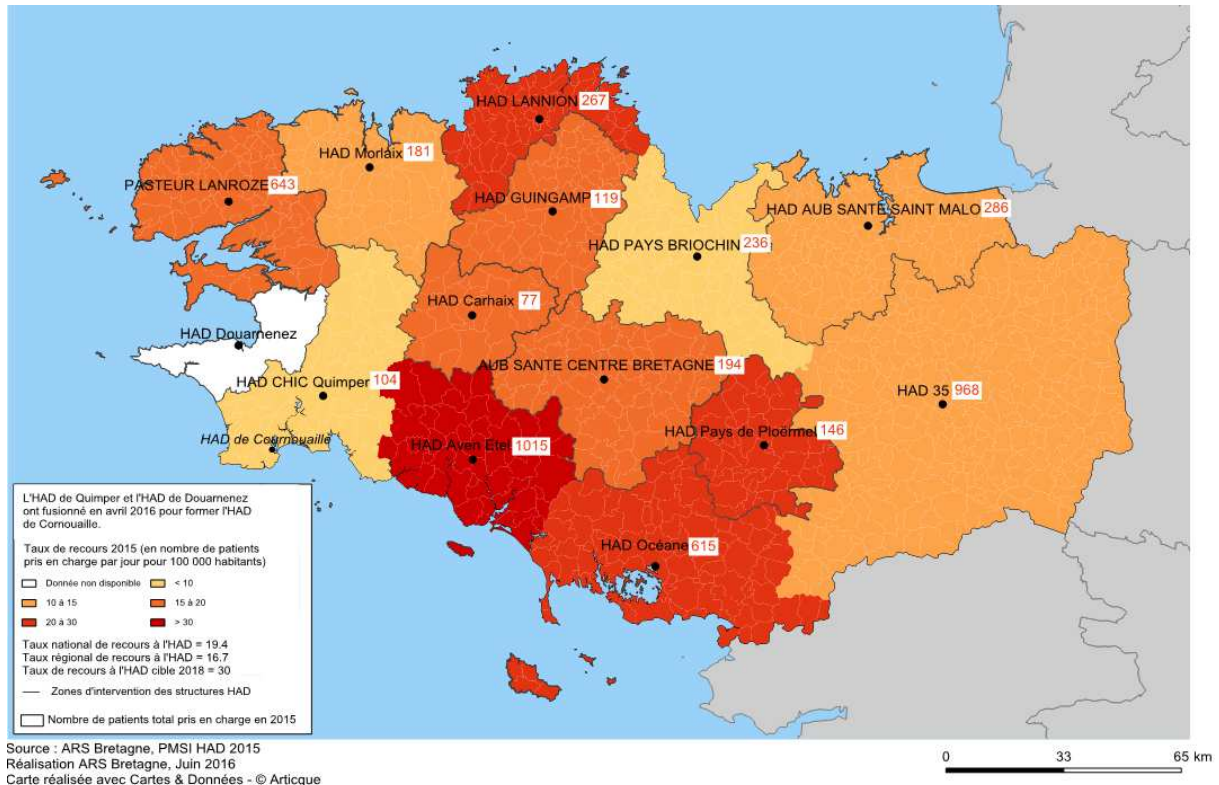 HAD LANNION 267
HAD Morlaix 181
PASTEUR LANROZE 643
HAD GUINGAMP 119
HAD AUB SANTE SAINT MALO 286
HAD PAYS BRIOCHIN 236
HAD Carhaix 77
HAD Douarnenez
AUB SANTE CENTRE BRETAGNE 194
HAD CHIC Quimper 104
HAD 35 968
HAD Pays de Ploërmel 146
HAD de Cournouaille
HAD Aven Etel 1015
HAD Océane 615
L'HAD de Quimper et l'HAD de Douarnenez
ont fusionné en avril 2016 pour former l'HAD
de Cornouaille.
Taux de recours 2015 (en nombre de patients
pris en charge par jour pour 100 000 habitants)
Donnée non disponible
< 10
10 à 15
15 à 20
20 à 30
> 30
Taux national de recours à l'HAD = 19.4
Taux régional de recours à l'HAD = 16.7
Taux de recours à l'HAD cible 2018 = 30
Zones d'intervention des structures HAD
Nombre de patients total pris en charge en 2015
Source : ARS Bretagne, PMSI HAD 2015
Réalisation ARS Bretagne, Juin 2016
Carte réalisée avec Cartes & Données - © Articque
0 33 65 km